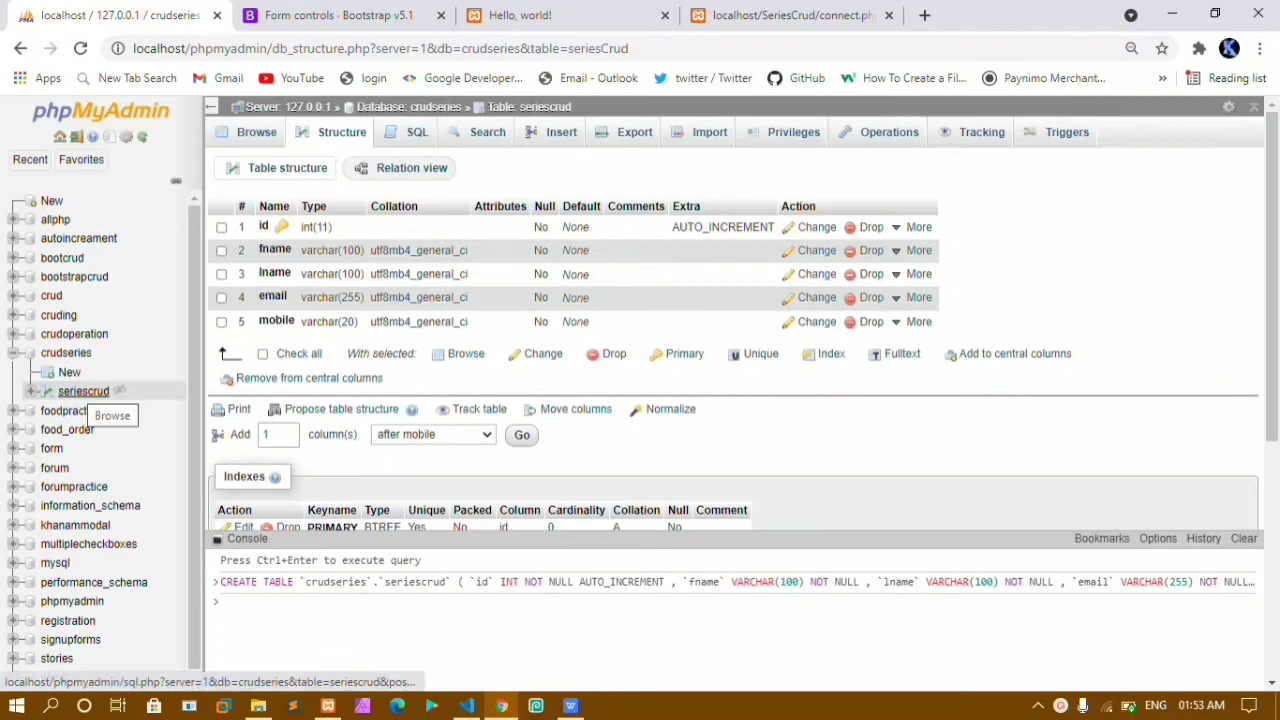 localhost / 127.0.0.1 / crudseries
Form controls · Bootstrap v5.1
Hello, world!
localhost/SeriesCrud/connect.ph
localhost/phpmyadmin/db_structure.php?server=1&db=crudseries&table=seriesCrud
Apps New Tab Search Gmail YouTube login Google Developer... Email - Outlook twitter / Twitter GitHub How To Create a Fil... Paynimo Merchant... » Reading list
phpMyAdmin
Recent Favorites
New
allphp
autoincreament
bootcrud
bootstrapcrud
crud
cruding
crudoperation
crudseries
New
seriescrud
Browse
foodpract
food_order
form
forum
forumpractice
information_schema
khanammodal
multiplecheckboxes
mysql
performance_schema
phpmyadmin
registration
signupforms
stories
Server: 127.0.0.1 » Database: crudseries » Table: seriescrud
Browse Structure SQL Search Insert Export Import Privileges Operations Tracking Triggers
Table structure Relation view
# Name Type Collation Attributes Null Default Comments Extra Action
1 id int(11) No None AUTO_INCREMENT Change Drop More
2 fname varchar(100) utf8mb4_general_ci No None Change Drop More
3 lname varchar(100) utf8mb4_general_ci No None Change Drop More
4 email varchar(255) utf8mb4_general_ci No None Change Drop More
5 mobile varchar(20) utf8mb4_general_ci No None Change Drop More
Check all With selected: Browse Change Drop Primary Unique Index Fulltext Add to central columns
Remove from central columns
Print Propose table structure Track table Move columns Normalize
Add 1 column(s) after mobile Go
Indexes
Action Keyname Type Unique Packed Column Cardinality Collation Null Comment
Edit Drop PRIMARY BTREE Yes No id 0 A No
Console Bookmarks Options History Clear
Press Ctrl+Enter to execute query
>CREATE TABLE `crudseries`.`seriescrud` ( `id` INT NOT NULL AUTO_INCREMENT , `fname` VARCHAR(100) NOT NULL , `lname` VARCHAR(100) NOT NULL , `email` VARCHAR(255) NOT NULL...
>
localhost/phpmyadmin/sql.php?server=1&db=crudseries&table=seriescrud&pos...
ENG 01:53 AM